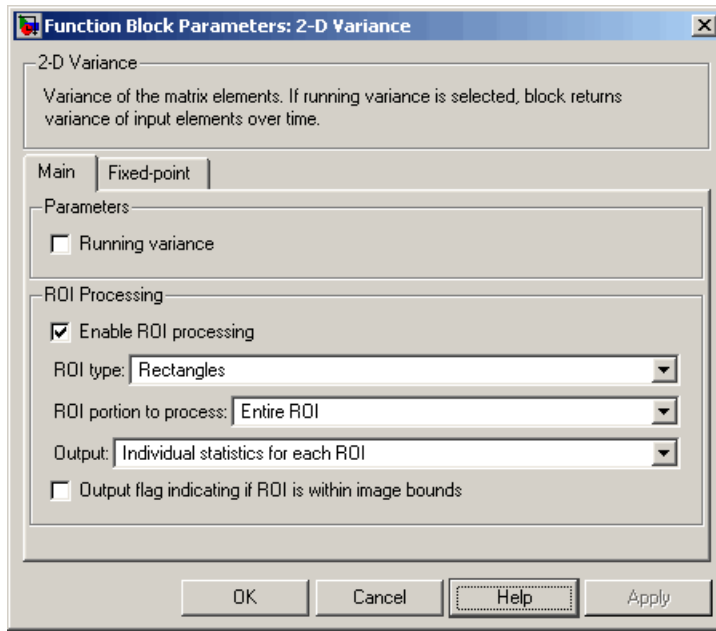 Function Block Parameters: 2-D Variance
2-D Variance
Variance of the matrix elements. If running variance is selected, block returns
variance of input elements over time.
Main
Fixed-point
Parameters
Running variance
ROI Processing
Enable ROI processing
ROI type: Rectangles
ROI portion to process: Entire ROI
Output: Individual statistics for each ROI
Output flag indicating if ROI is within image bounds
OK
Cancel
Help
Apply